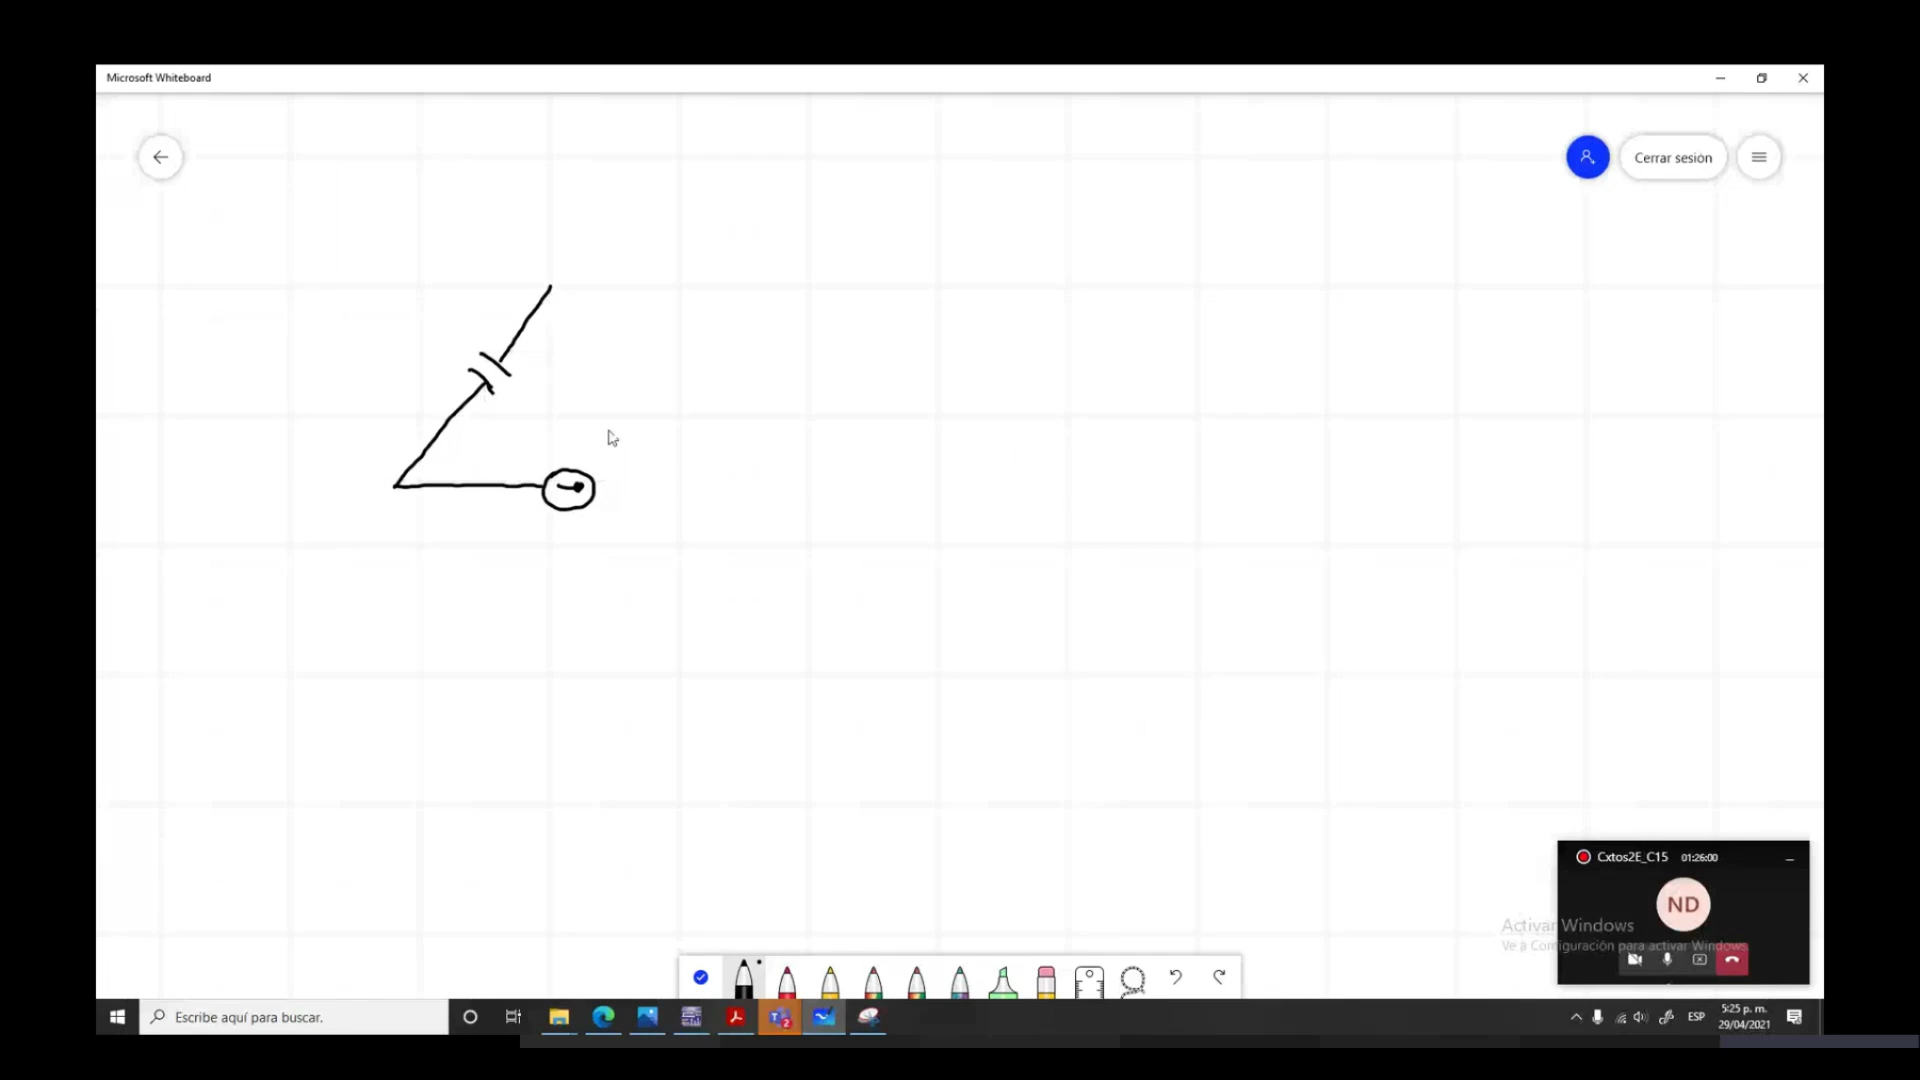 Microsoft Whiteboard
Cerrar sesión
Cxtos2E_C15 01:26:00
ND
Activar Windows
Ve a Configuración para activar Windows.
Escribe aquí para buscar.
ESP
5:25 p. m.
29/04/2021